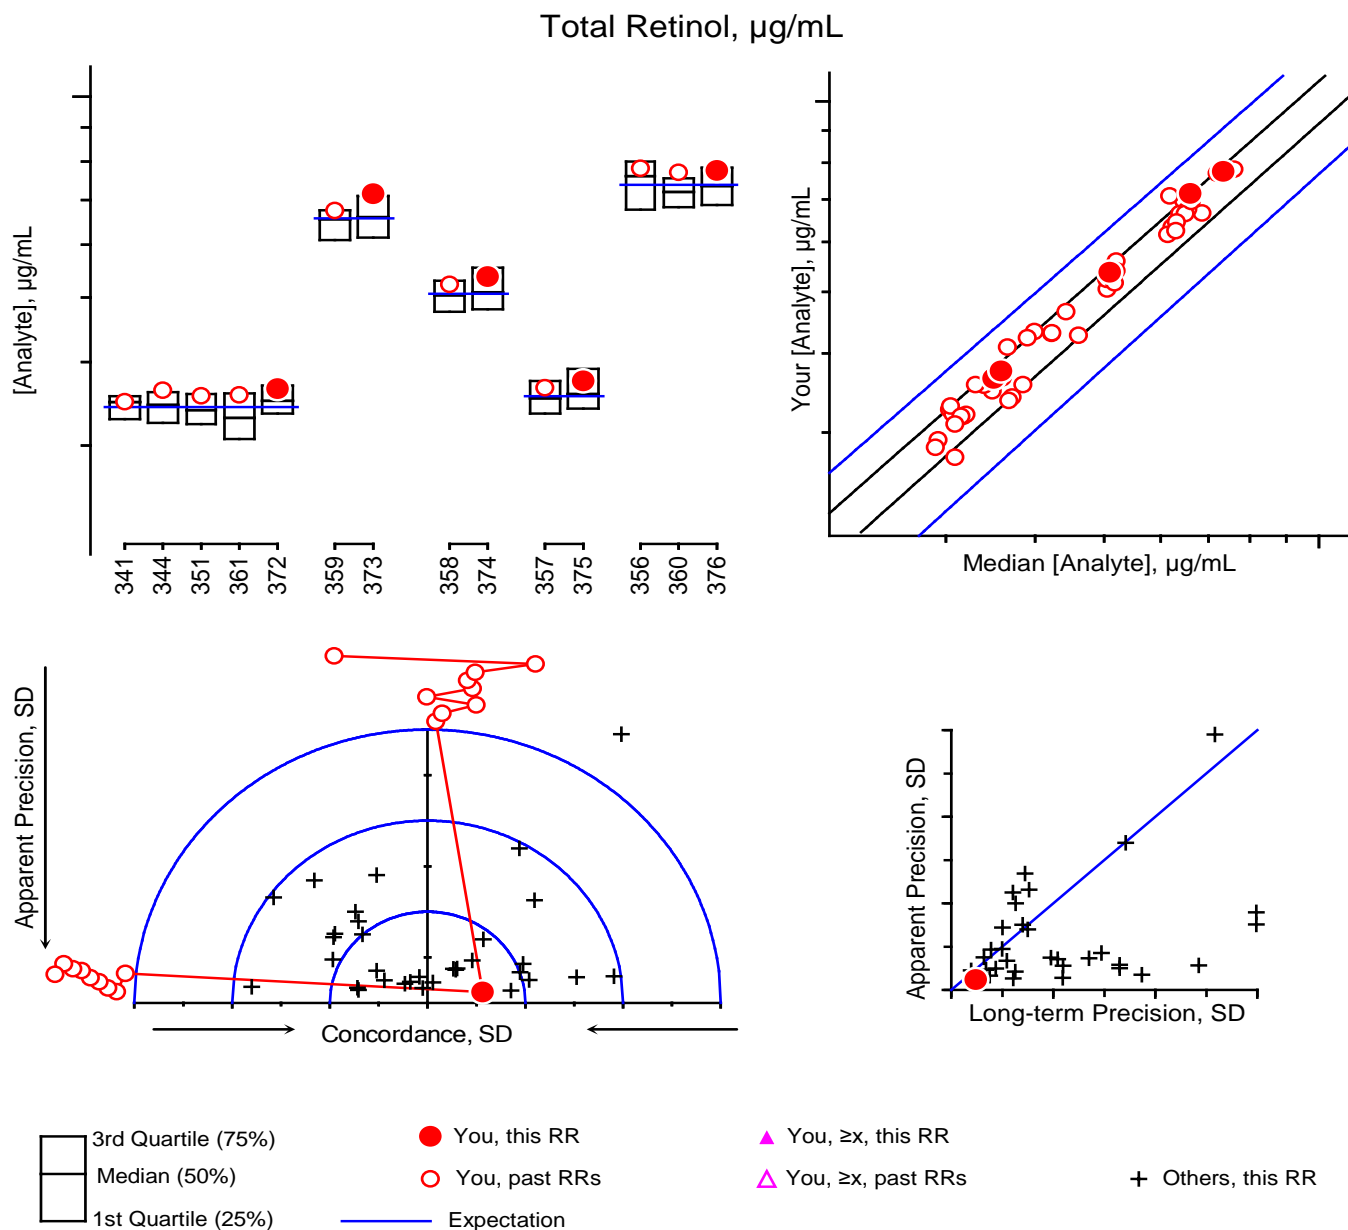 Total Retinol, µg/mL
[Analyte], µg/mL
341
344
351
361
372
359
373
358
374
357
375
356
360
376
Your [Analyte], µg/mL
Median [Analyte], µg/mL
Apparent Precision, SD
Concordance, SD
Apparent Precision, SD
Long-term Precision, SD
3rd Quartile (75%)
Median (50%)
1st Quartile (25%)
You, this RR
You, past RRs
Expectation
You, ≥x, this RR
You, ≥x, past RRs
Others, this RR